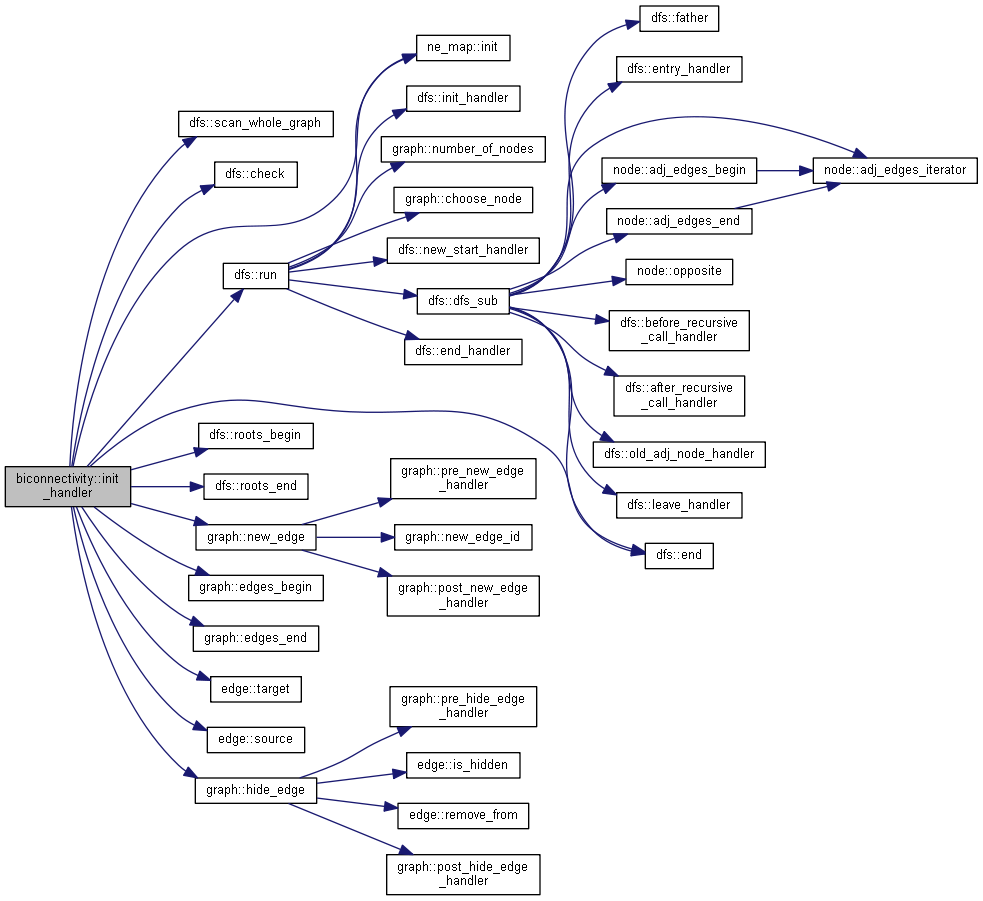 biconnectivity::init
_handler
dfs::scan_whole_graph
dfs::check
dfs::run
dfs::roots_begin
dfs::roots_end
graph::new_edge
graph::edges_begin
graph::edges_end
edge::target
edge::source
graph::hide_edge
ne_map::init
dfs::init_handler
graph::number_of_nodes
graph::choose_node
dfs::new_start_handler
dfs::dfs_sub
dfs::end_handler
graph::pre_new_edge
_handler
graph::new_edge_id
graph::post_new_edge
_handler
graph::pre_hide_edge
_handler
edge::is_hidden
edge::remove_from
graph::post_hide_edge
_handler
dfs::father
dfs::entry_handler
node::adj_edges_begin
node::adj_edges_end
node::opposite
dfs::before_recursive
_call_handler
dfs::after_recursive
_call_handler
dfs::old_adj_node_handler
dfs::leave_handler
dfs::end
node::adj_edges_iterator